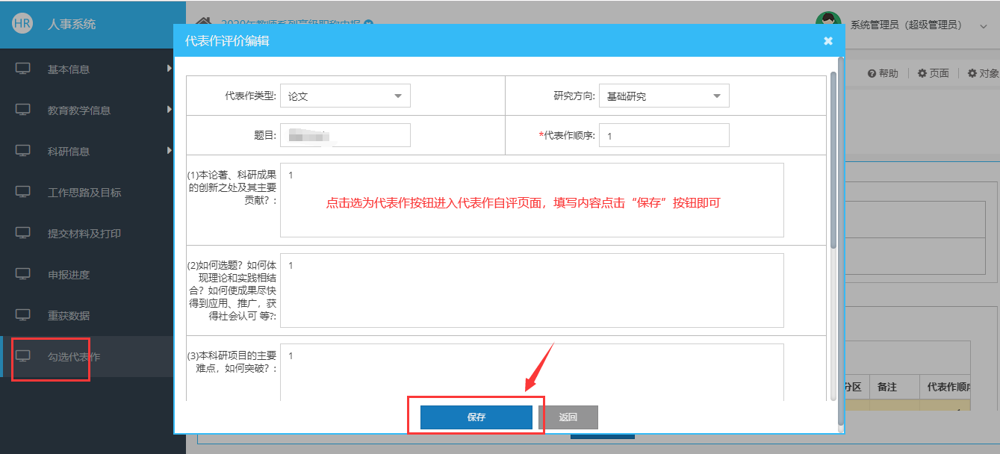 HR 人事系统
2020年教师系列高级职称申报
系统管理员（超级管理员）
代表作评价编辑
基本信息
教育教学信息
科研信息
工作思路及目标
提交材料及打印
申报进度
重获数据
勾选代表作
帮助 页面 对象
代表作类型: 论文
研究方向: 基础研究
题目:
*代表作顺序: 1
(1)本论著、科研成果
的创新之处及其主要
贡献？:
1
点击选为代表作按钮进入代表作自评页面，填写内容点击“保存”按钮即可
(2)如何选题？如何体
现理论和实践相结
合？如何使成果尽快
得到应用、推广，获
得社会认可 等?:
1
(3)本科研项目的主要
难点，如何突破？:
1
分区 备注 代表作顺
保存 返回